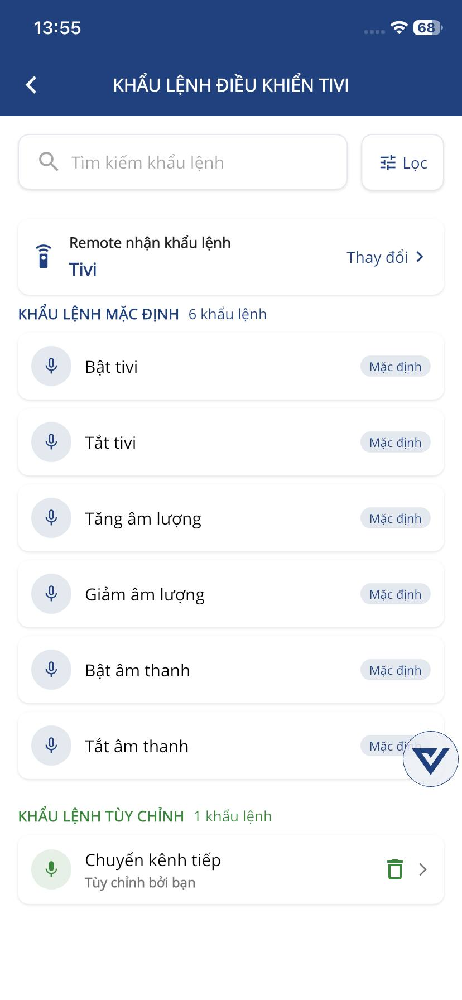 13:55
68
KHẨU LỆNH ĐIỀU KHIỂN TIVI
Tìm kiếm khẩu lệnh
Lọc
Remote nhận khẩu lệnh
Tivi
Thay đổi
KHẨU LỆNH MẶC ĐỊNH 6 khẩu lệnh
Bật tivi Mặc định
Tắt tivi Mặc định
Tăng âm lượng Mặc định
Giảm âm lượng Mặc định
Bật âm thanh Mặc định
Tắt âm thanh Mặc định
KHẨU LỆNH TÙY CHỈNH 1 khẩu lệnh
Chuyển kênh tiếp
Tùy chỉnh bởi bạn